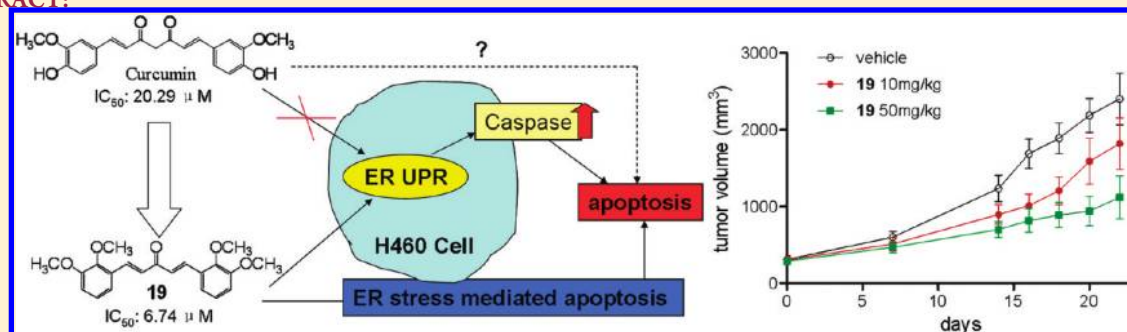 RACT:
H₃CO
O
O
OCH₃
HO
Curcumin
OH
IC₅₀: 20.29 μM
?
Caspase
ER UPR
apoptosis
H460 Cell
ER stress mediated apoptosis
OCH₃
O
H₃CO
H₃CO
OCH₃
19
IC₅₀: 6.74 μM
vehicle
19 10mg/kg
19 50mg/kg
tumor volume (mm³)
3000
2000
1000
0
0
5
10
15
20
days